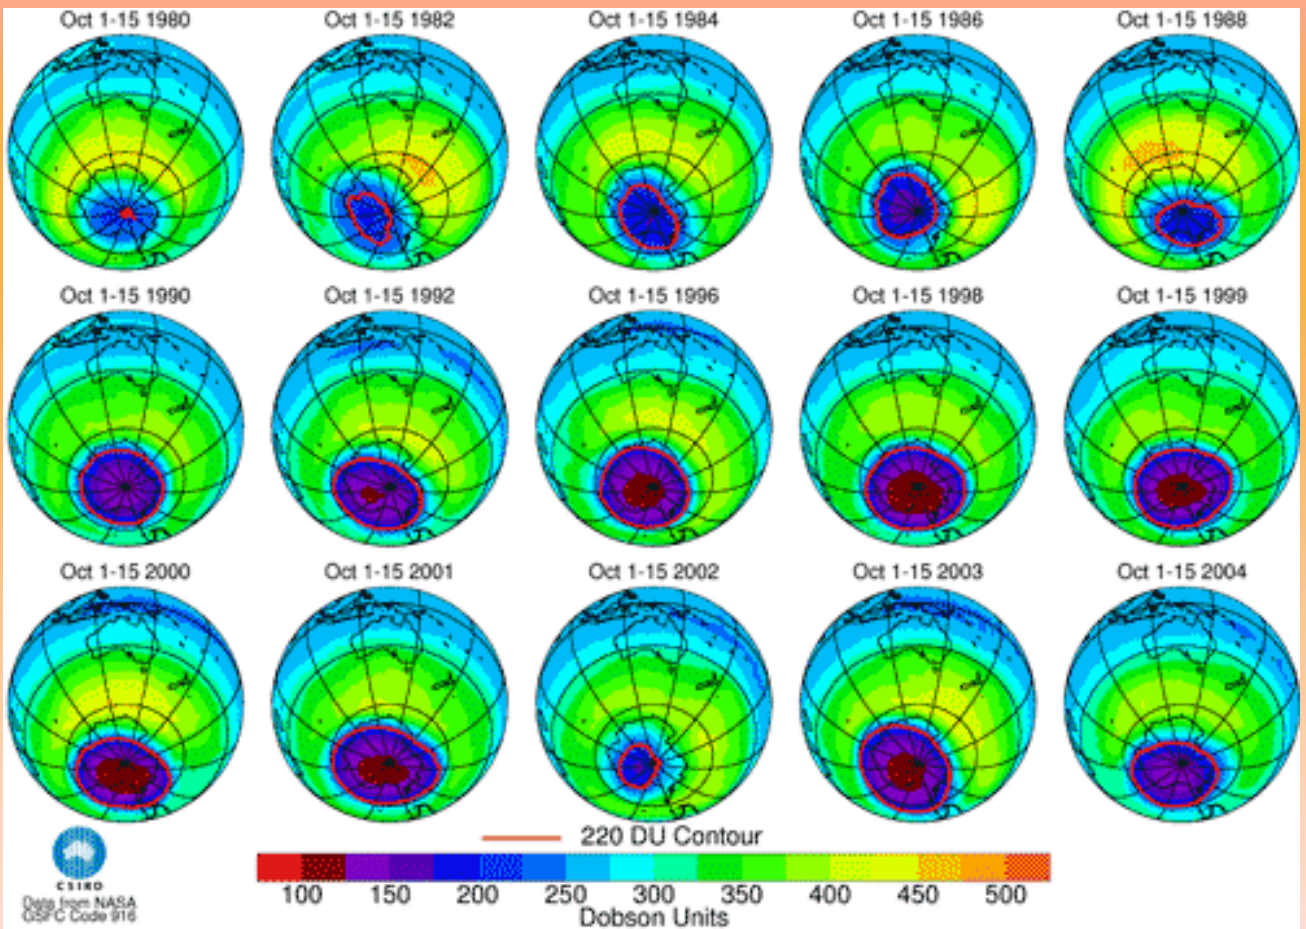 Oct 1-15 1980
Oct 1-15 1982
Oct 1-15 1984
Oct 1-15 1986
Oct 1-15 1988
Oct 1-15 1990
Oct 1-15 1992
Oct 1-15 1996
Oct 1-15 1998
Oct 1-15 1999
Oct 1-15 2000
Oct 1-15 2001
Oct 1-15 2002
Oct 1-15 2003
Oct 1-15 2004
220 DU Contour
100 150 200 250 300 350 400 450 500
Dobson Units
CSIRO
Data from NASA
GSFC Code 916